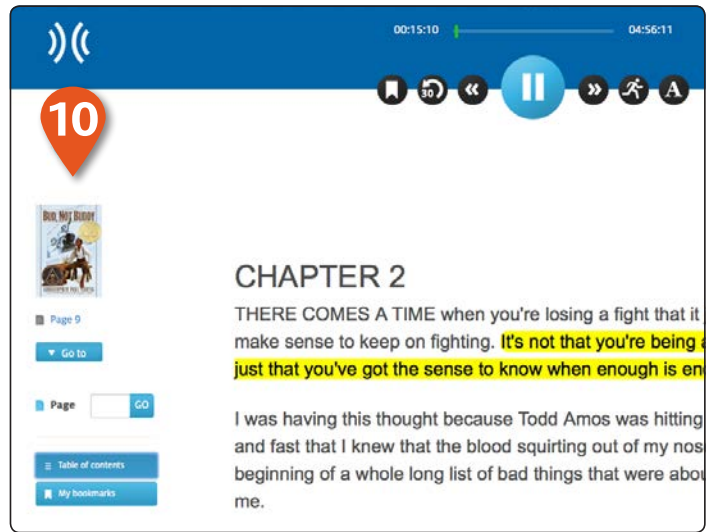 00:15:10 04:56:11
30
A
10
BUD, NOT BUDDY
Page 9
Go to
Page GO
Table of contents
My bookmarks
CHAPTER 2
THERE COMES A TIME when you're losing a fight that it
make sense to keep on fighting. It's not that you're being
just that you've got the sense to know when enough is
I was having this thought because Todd Amos was hitting
and fast that I knew that the blood squirting out of my
beginning of a whole long list of bad things that were
me.